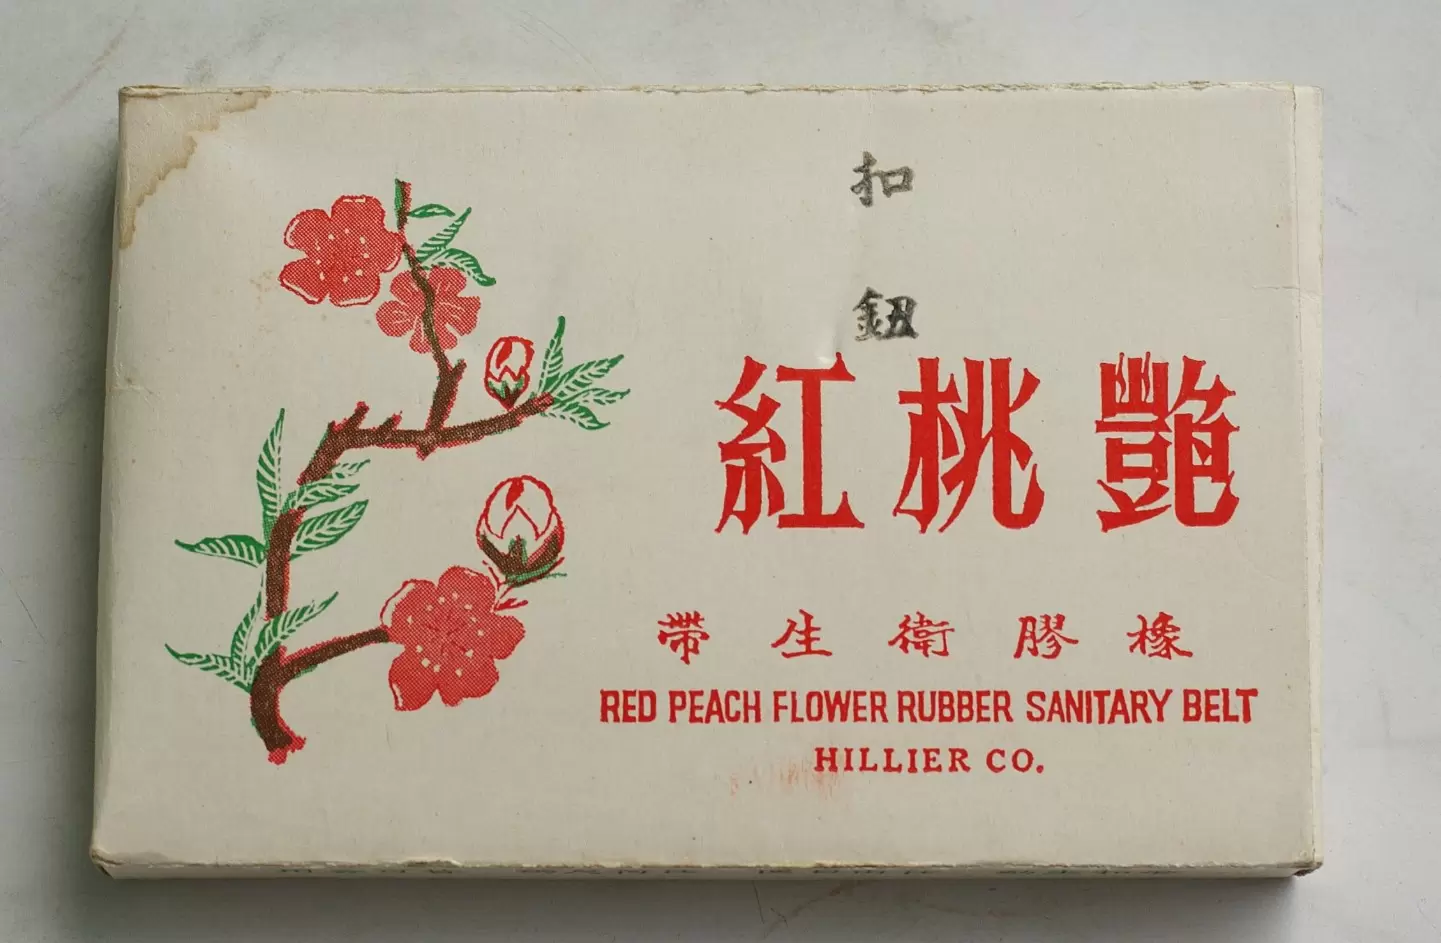 扣鈕
艷桃紅
橡膠衛生帶
RED PEACH FLOWER RUBBER SANITARY BELT
HILLIER CO.